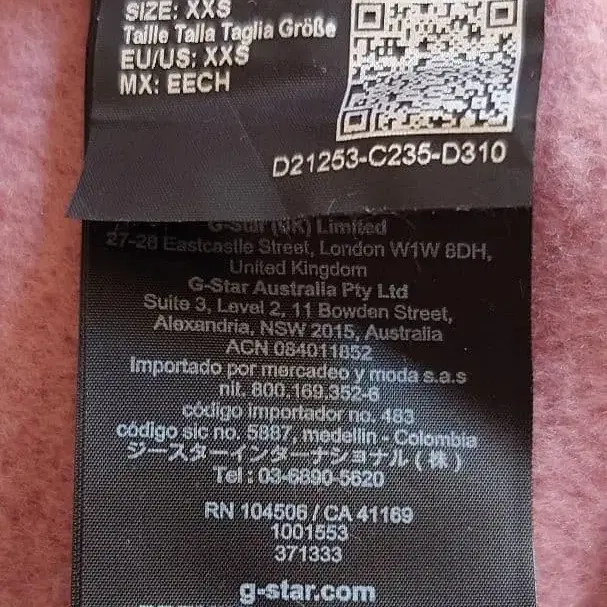 SIZE: XXS
Taille Talla Taglia Größe
EU/US: XXS
MX: EECH
D21253-C235-D310
G-Star (UK) Limited
27-28 Eastcastle Street, London W1W 8DH,
United Kingdom
G-Star Australia Pty Ltd
Suite 3, Level 2, 11 Bowden Street,
Alexandria, NSW 2015, Australia
ACN 084011852
Importado por mercadeo y moda s.a.s
nit. 800.169.352-6
código importador no. 483
código sic no. 5887, medellin - Colombia
ジースターインターナショナル ( 株 )
Tel : 03-6890-5620
RN 104506 / CA 41169
1001553
371333
g-star.com